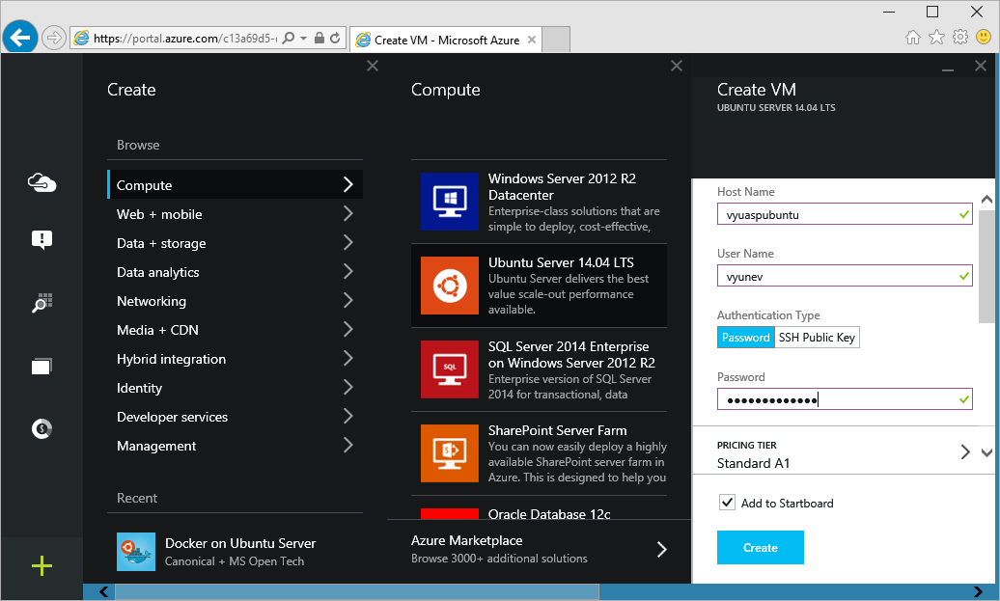 https://portal.azure.com/c13a69d5-
Create VM - Microsoft Azure
Create
Browse
Compute
Web + mobile
Data + storage
Data analytics
Networking
Media + CDN
Hybrid integration
Identity
Developer services
Management
Recent
Docker on Ubuntu Server
Canonical + MS Open Tech
Compute
Windows Server 2012 R2
Datacenter
Enterprise-class solutions that are
simple to deploy, cost-effective,
Ubuntu Server 14.04 LTS
Ubuntu Server delivers the best
value scale-out performance
available.
SQL
SQL Server 2014 Enterprise
on Windows Server 2012 R2
Enterprise version of SQL Server
2014 for transactional, data
SharePoint Server Farm
You can now easily deploy a highly
available SharePoint server farm in
Azure. This is designed to help you
Oracle Database 12c
Azure Marketplace
Browse 3000+ additional solutions
Create VM
UBUNTU SERVER 14.04 LTS
Host Name
vyuaspubuntu
User Name
vyunev
Authentication Type
Password SSH Public Key
Password
PRICING TIER
Standard A1
Add to Startboard
Create